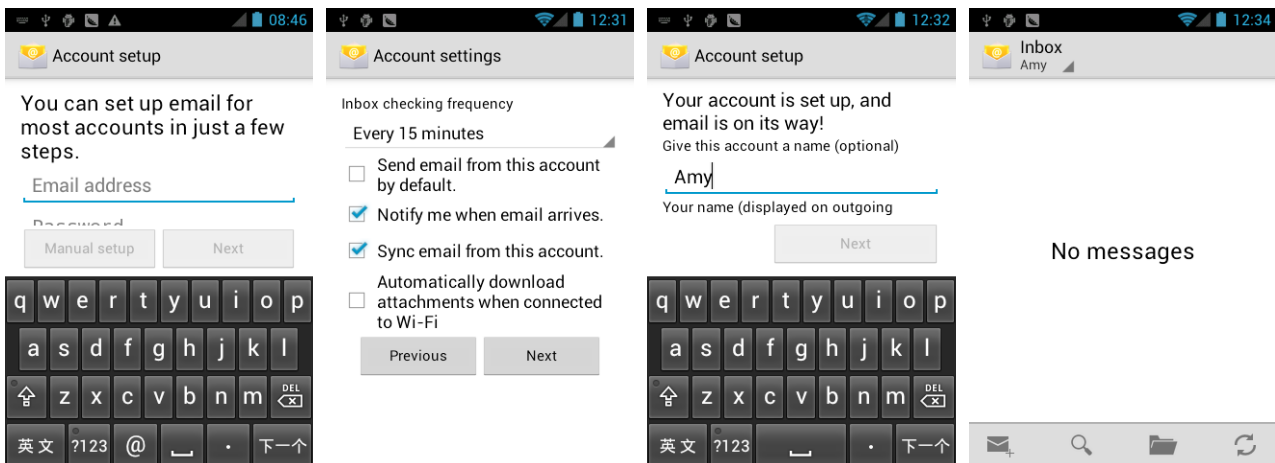 08:46
Account setup
You can set up email for
most accounts in just a few
steps.
Email address
Password
Manual setup
Next
q w e r t y u i o p
a s d f g h j k l
z x c v b n m DEL
英文 ?123 @ . 下一个
12:31
Account settings
Inbox checking frequency
Every 15 minutes
Send email from this account
by default.
Notify me when email arrives.
Sync email from this account.
Automatically download
attachments when connected
to Wi-Fi
Previous
Next
12:32
Account setup
Your account is set up, and
email is on its way!
Give this account a name (optional)
Amy
Your name (displayed on outgoing
Next
q w e r t y u i o p
a s d f g h j k l
z x c v b n m DEL
英文 ?123 . 下一个
12:34
Inbox
Amy
No messages